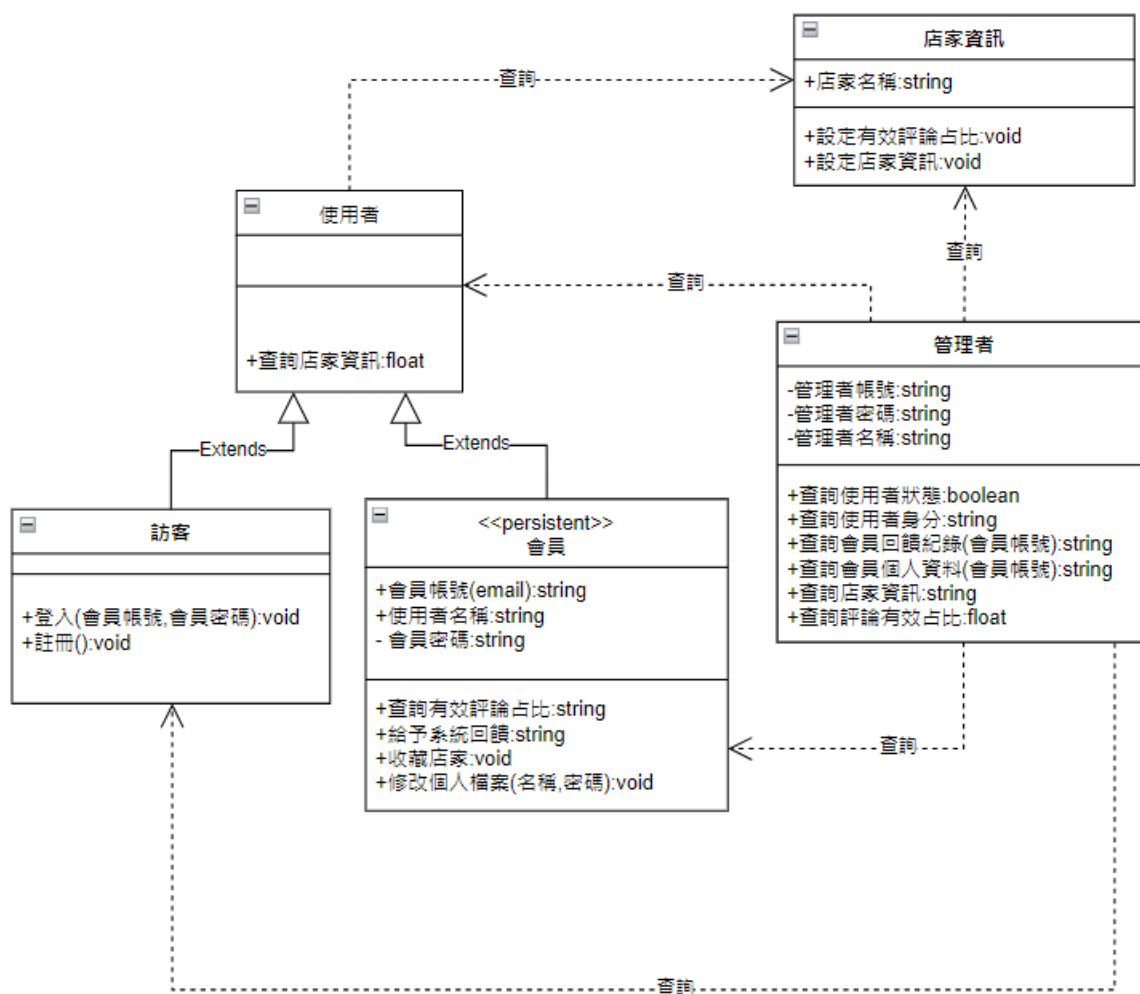 店家資訊
+店家名稱:string
+設定有效評論占比:void
+設定店家資訊:void
查詢
使用者
+查詢店家資訊:float
查詢
查詢
管理者
-管理者帳號:string
-管理者密碼:string
-管理者名稱:string
+查詢使用者狀態:boolean
+查詢使用者身分:string
+查詢會員回饋紀錄(會員帳號):string
+查詢會員個人資料(會員帳號):string
+查詢店家資訊:string
+查詢評論有效占比:float
Extends
Extends
訪客
+登入(會員帳號,會員密碼):void
+註冊():void
<<persistent>>
會員
+會員帳號(email):string
+使用者名稱:string
- 會員密碼:string
+查詢有效評論占比:string
+給予系統回饋:string
+收藏店家:void
+修改個人檔案(名稱,密碼):void
查詢
查詢